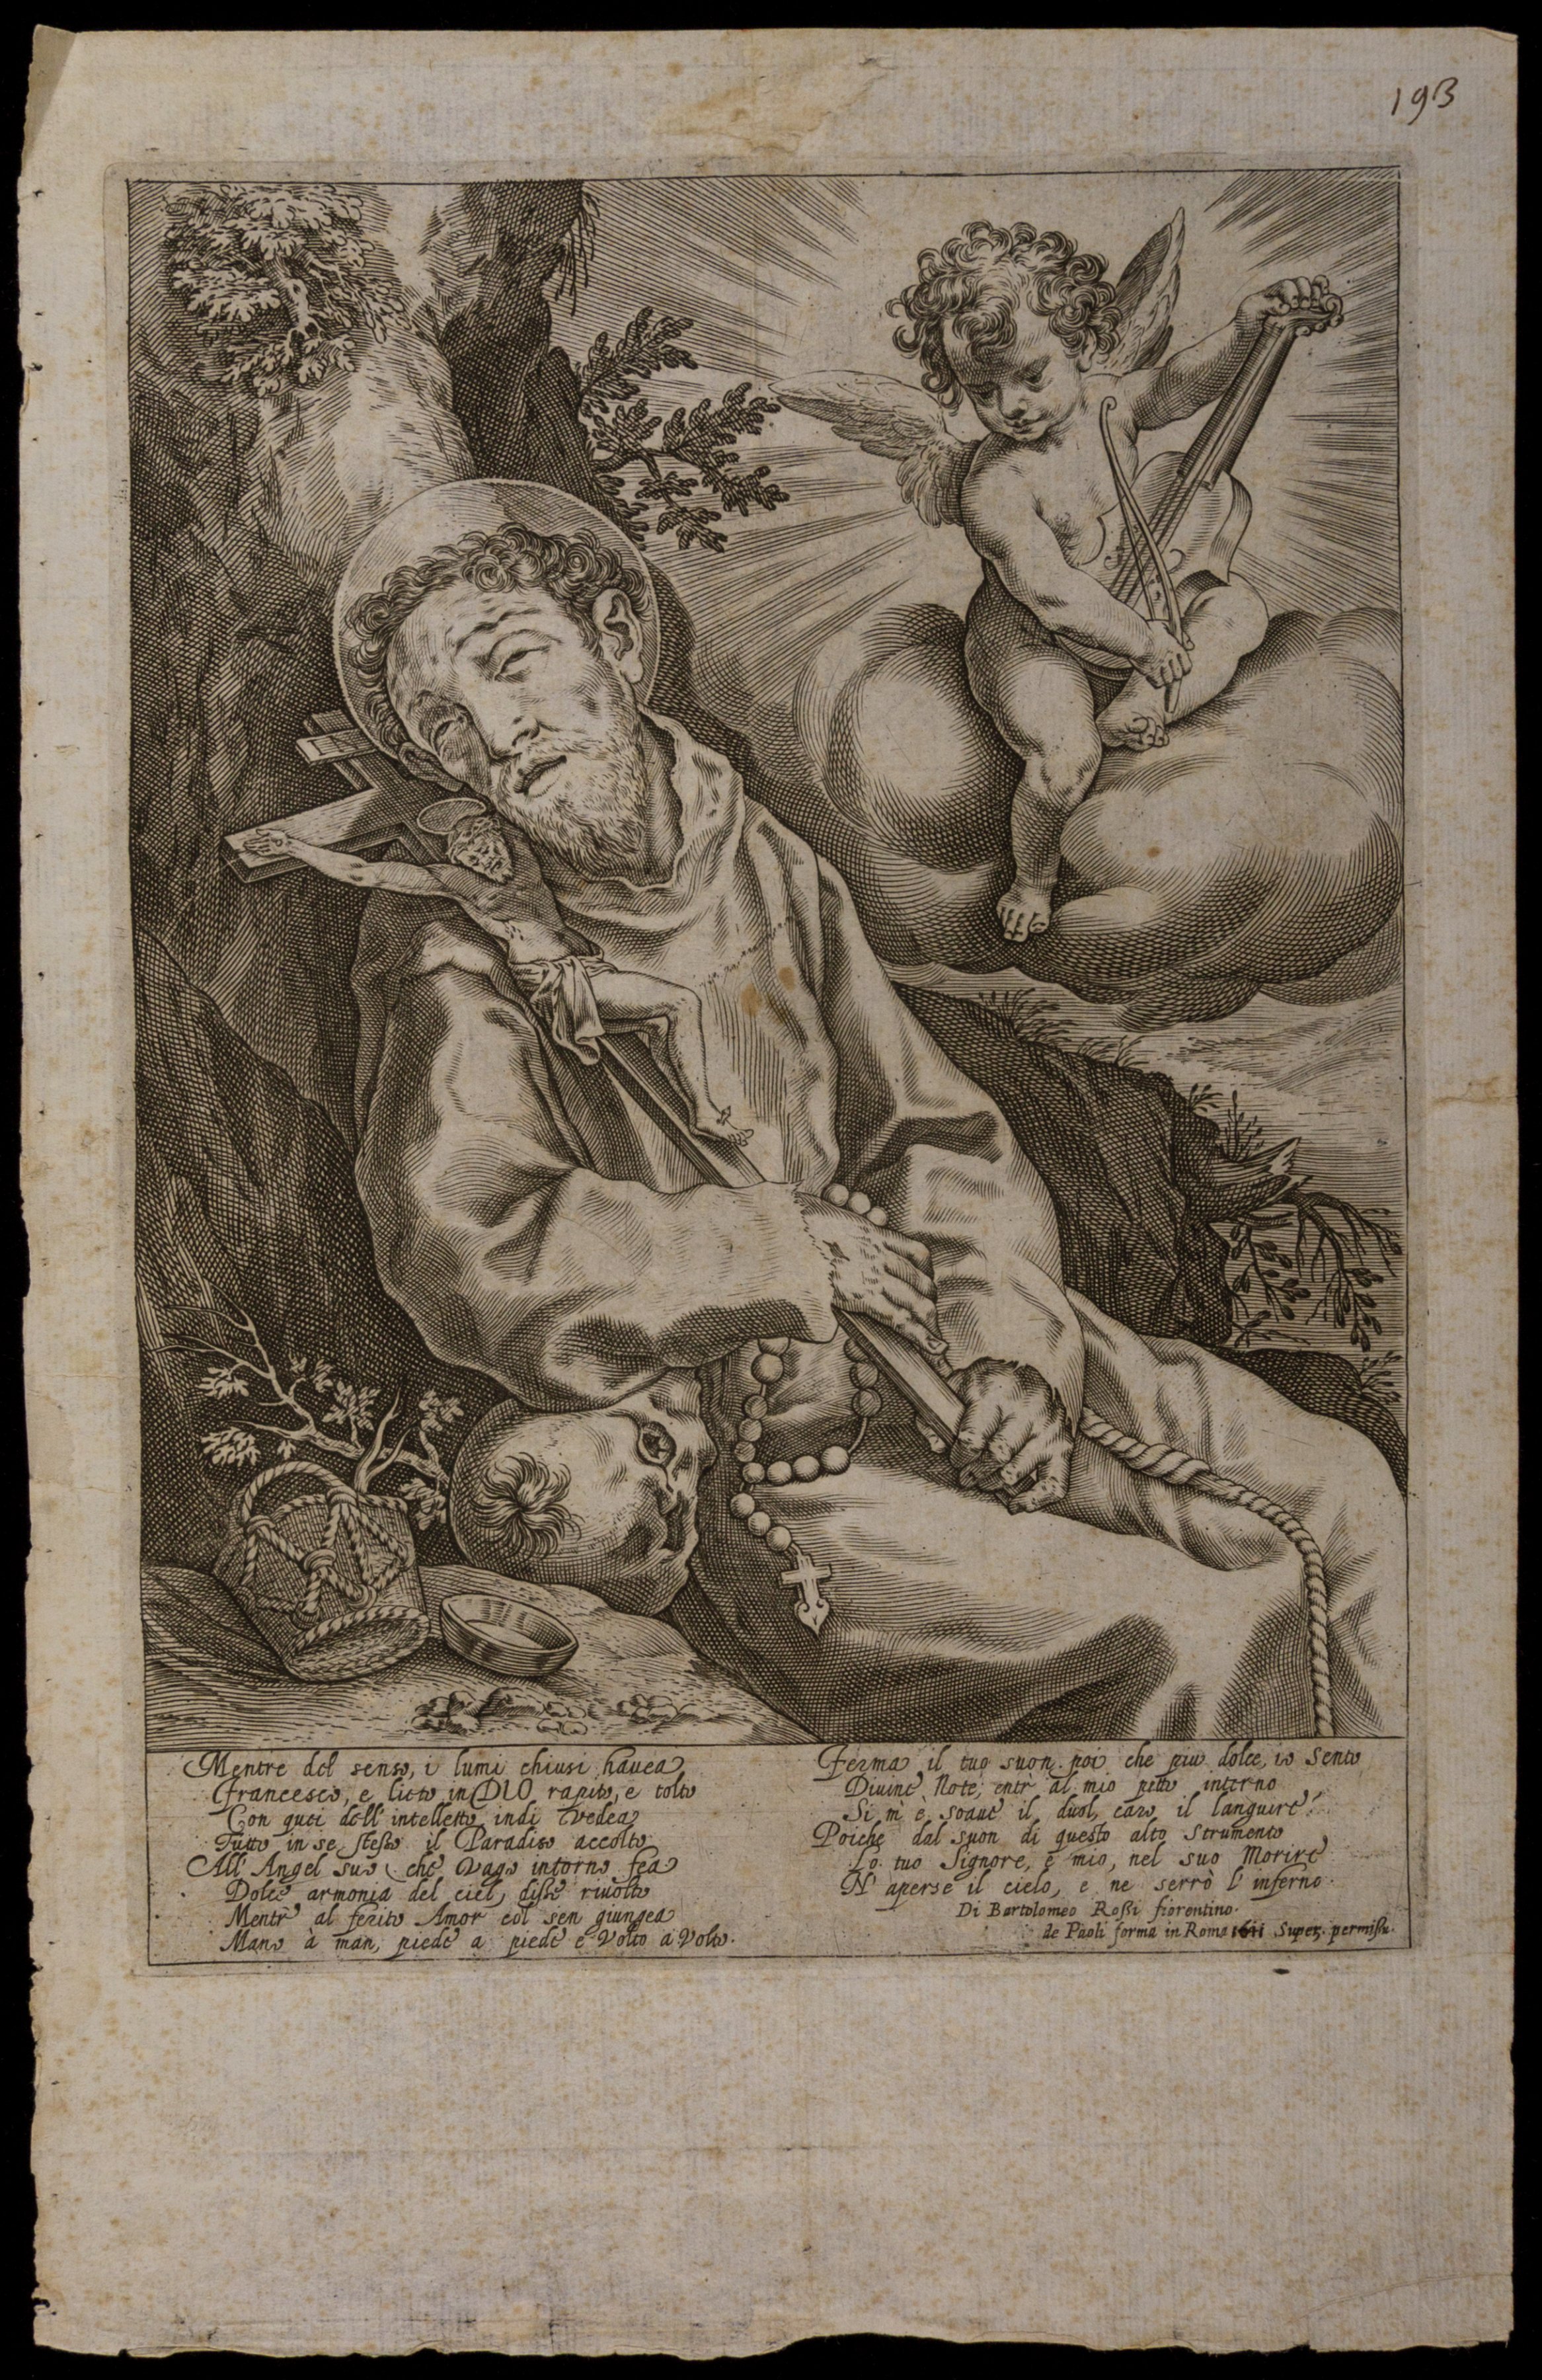 193
Mentre del senso, i lumi chiusi havea
Francesco, e lieto in DIO rapito, e tolto
Con quei dell' intelletto indi vedea
Tutto in se stesso il Paradiso accolto
All' Angel suo che vago intorno fea
Dolce armonia del ciel, disse rivolto
Mentr' al ferito Amor col sen giungea
Mano à man, piede a piede e volto a volto.
Ferma il tuo suon poi che piu dolce, io sento
Divine Note; entr' al mio petto interno
Si m' è soave il duol, caro il languire!
Poiche dal suon di questo alto strumento
Lo tuo Signore, e mio, nel suo Morire
N' aperse il cielo, e ne serrò l' inferno.
Di Bartolomeo Rossi fiorentino.
de Paoli forma in Roma 1611 Super. permissu.